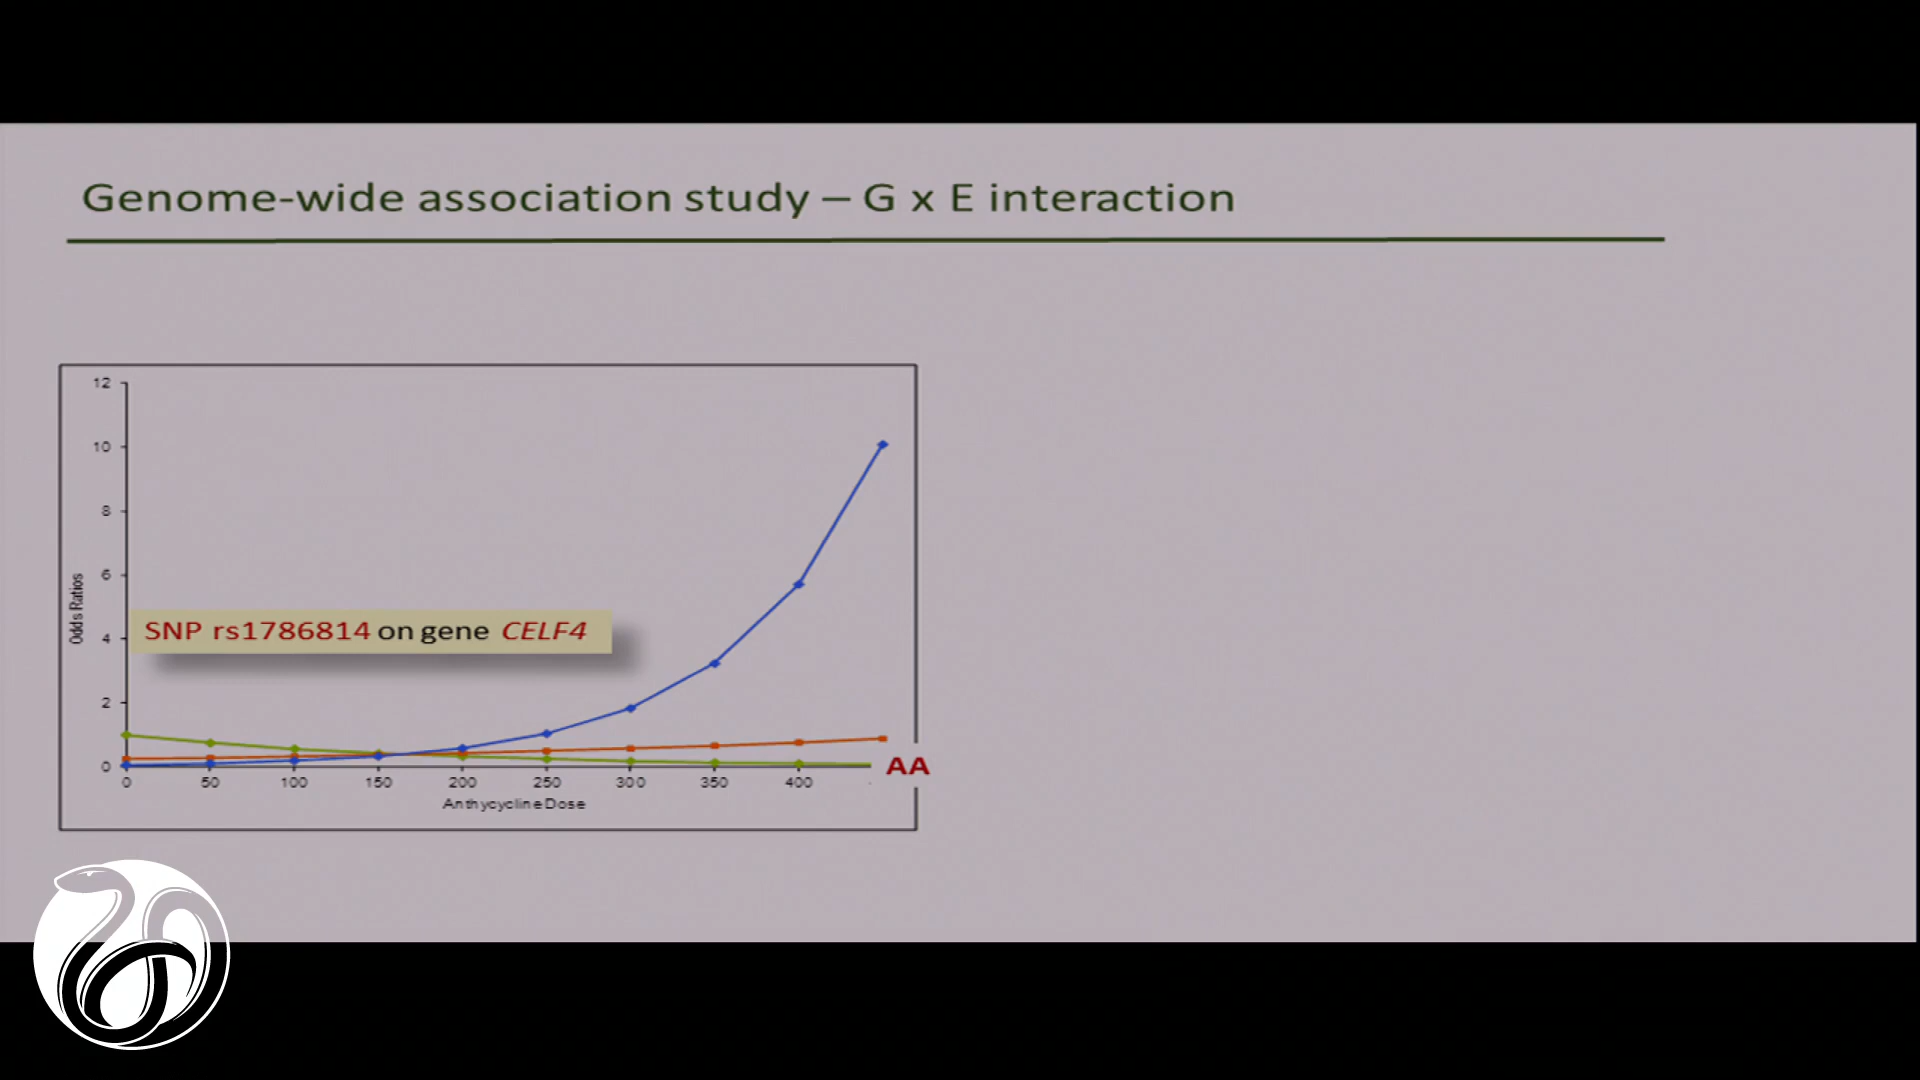 Genome-wide association study – G x E interaction
12
10
8
6
4
2
0
Odds Ratios
SNP rs1786814 on gene CELF4
AA
0 50 100 150 200 250 300 350 400
Anthycycline Dose